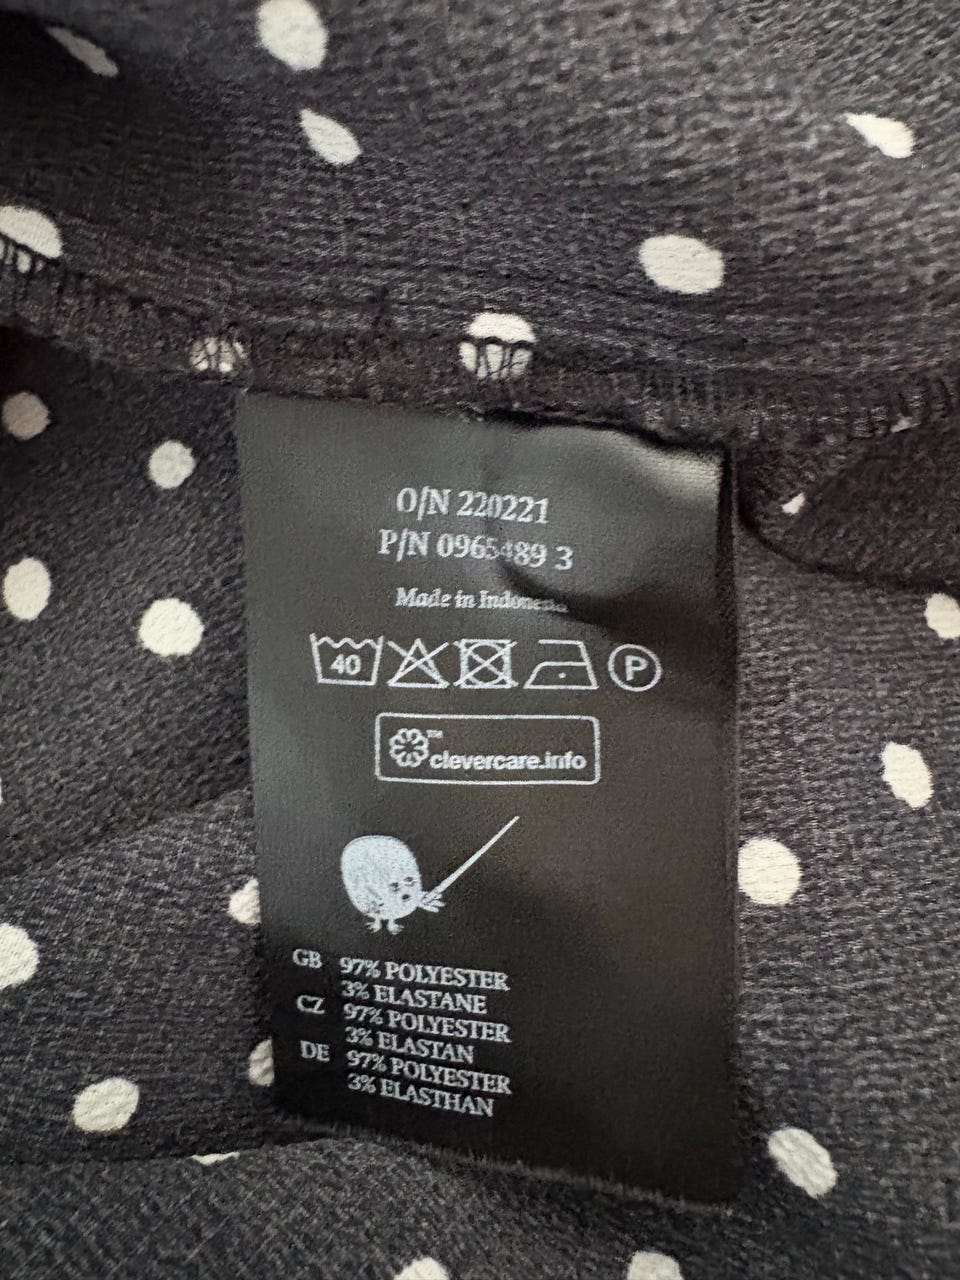 O/N 220221
P/N 0965489 3
Made in Indonesia
40
P
™
clevercare.info
GB 97% POLYESTER
3% ELASTANE
CZ 97% POLYESTER
3% ELASTAN
DE 97% POLYESTER
3% ELASTHAN